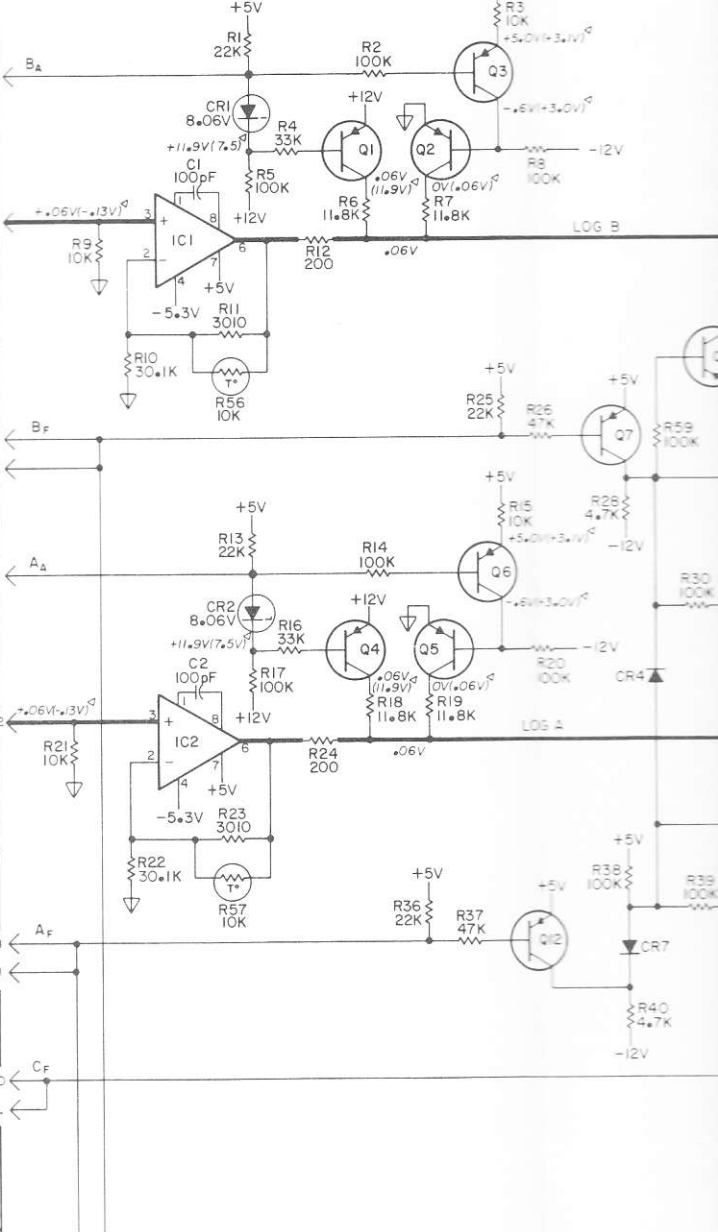 +5V
R3
10K
+5.0V(+3.1V)
R1
22K
R2
100K
BA
Q3
CR1
8.06V
+12V
-.6V(+3.0V)
+11.9V(7.5)
R4
33K
Q1
Q2
-12V
R8
100K
C1
100pF
R5
100K
.06V
(11.9V)
0V(.06V)
R6
11.8K
R7
11.8K
+.06V(-.13V)
+12V
1
8
3
+
IC1
6
LOG B
R9
10K
2
-
7
4
+5V
R12
200
.06V
-5.3V
R11
3010
R10
30.1K
T°
R56
10K
+5V
R25
22K
R26
47K
+5V
BF
Q7
R59
100K
+5V
R15
10K
R28
4.7K
+5V
R13
22K
+5.0V(+3.1V)
-12V
R14
100K
AA
Q6
R30
100K
CR2
8.06V
+12V
-.6V(+3.0V)
R16
33K
+11.9V(7.5V)
Q4
Q5
-12V
R20
100K
CR4
C2
100pF
R17
100K
.06V
(11.9V)
0V(.06V)
R18
11.8K
R19
11.8K
+.06V(-.13V)
+12V
1
8
3
+
IC2
6
LOG A
R21
10K
2
-
7
4
+5V
R24
200
.06V
-5.3V
R23
3010
+5V
R22
30.1K
T°
R57
10K
+5V
R38
100K
R39
100K
+5V
R36
22K
R37
47K
AF
Q12
CR7
R40
4.7K
-12V
CF